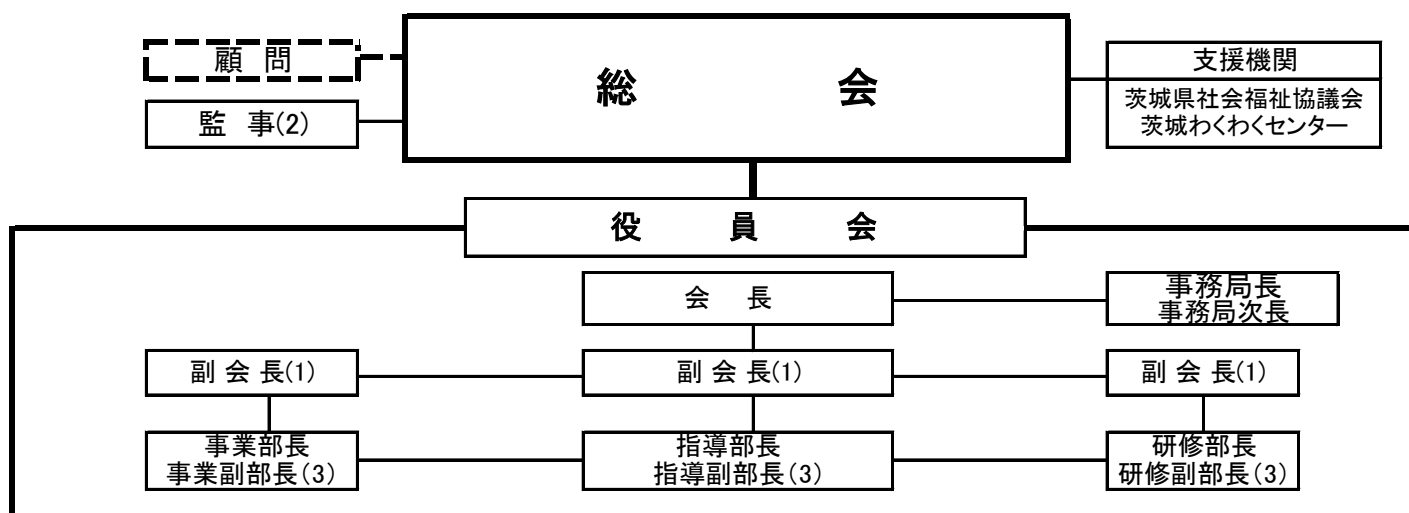 顧 問
監 事(2)
総 会
支援機関
茨城県社会福祉協議会
茨城わくわくセンター
役 員 会
会 長
事務局長
事務局次長
副 会 長(1)
副 会 長(1)
副 会 長(1)
事業部長
事業副部長(3)
指導部長
指導副部長(3)
研修部長
研修副部長(3)